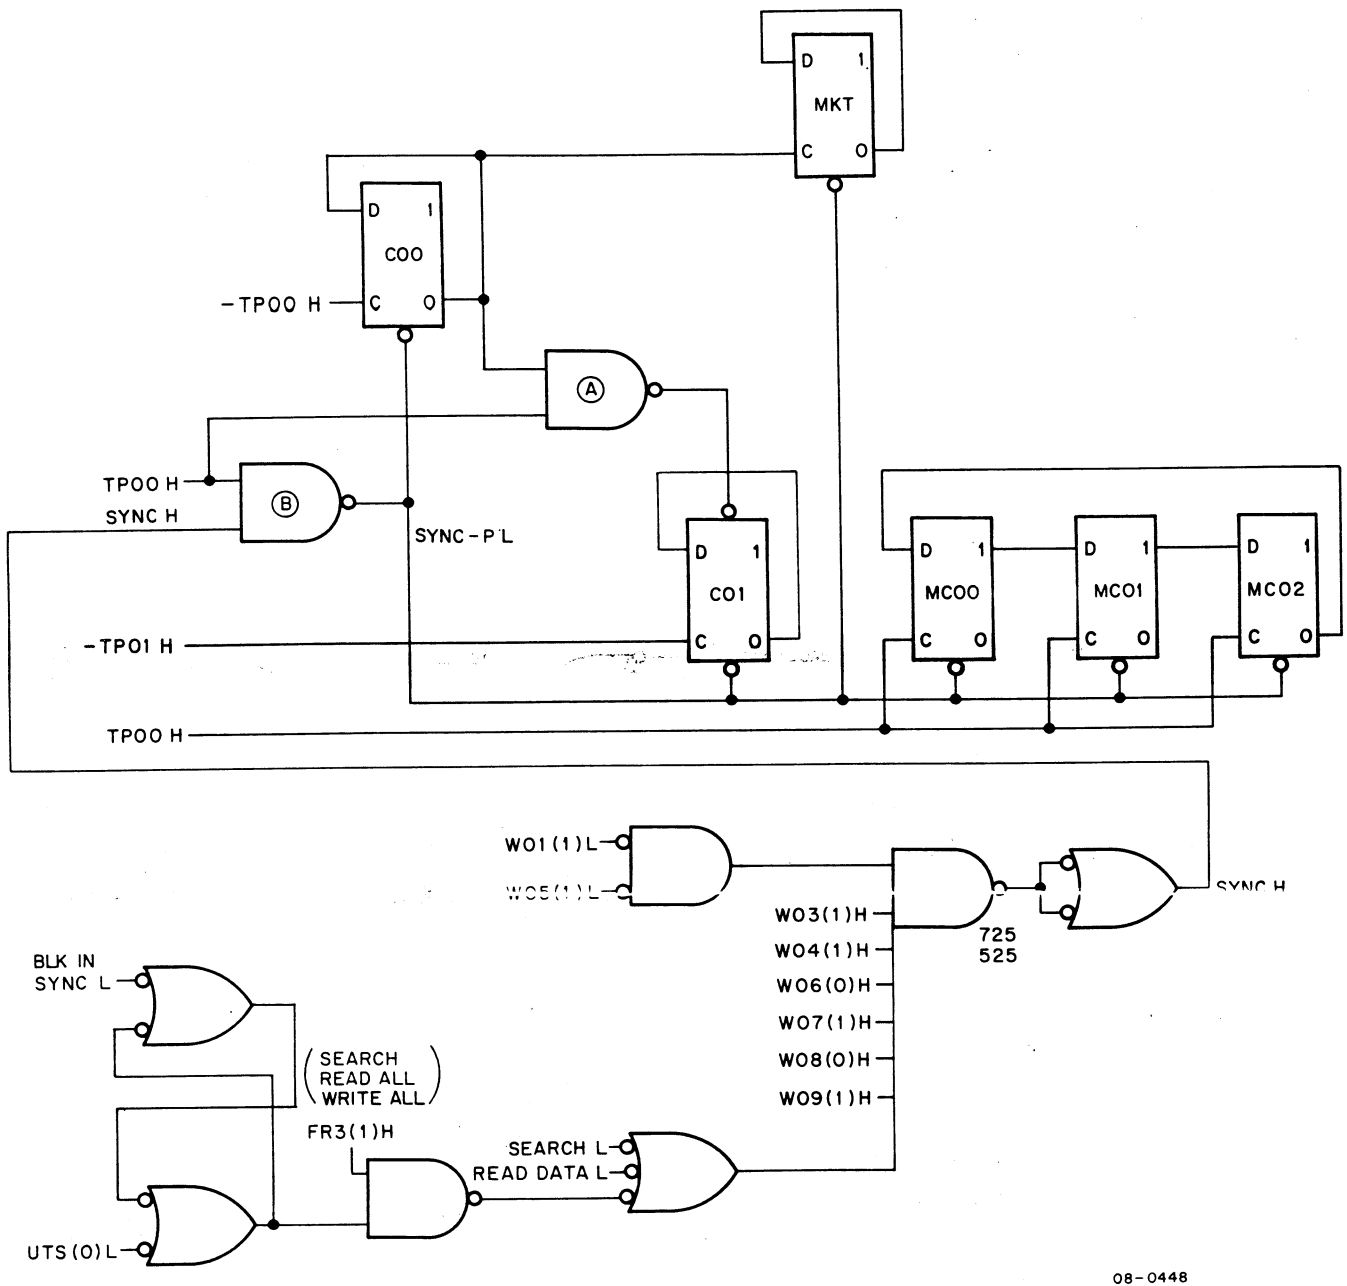 D 1
MKT
C 0
D 1
C00
-TP00 H
C 0
A
TP00 H
SYNC H
B
SYNC-P L
D 1
C01
C 0
-TP01 H
D 1
MC00
C 0
D 1
MC01
C 0
D 1
MC02
C 0
TP00 H
W01(1)L
W05(1)L
W03(1)H
W04(1)H
W06(0)H
W07(1)H
W08(0)H
W09(1)H
725
525
SYNC H
BLK IN
SYNC L
(SEARCH
READ ALL
WRITE ALL)
FR3(1)H
SEARCH L
READ DATA L
UTS(0)L
08-0448